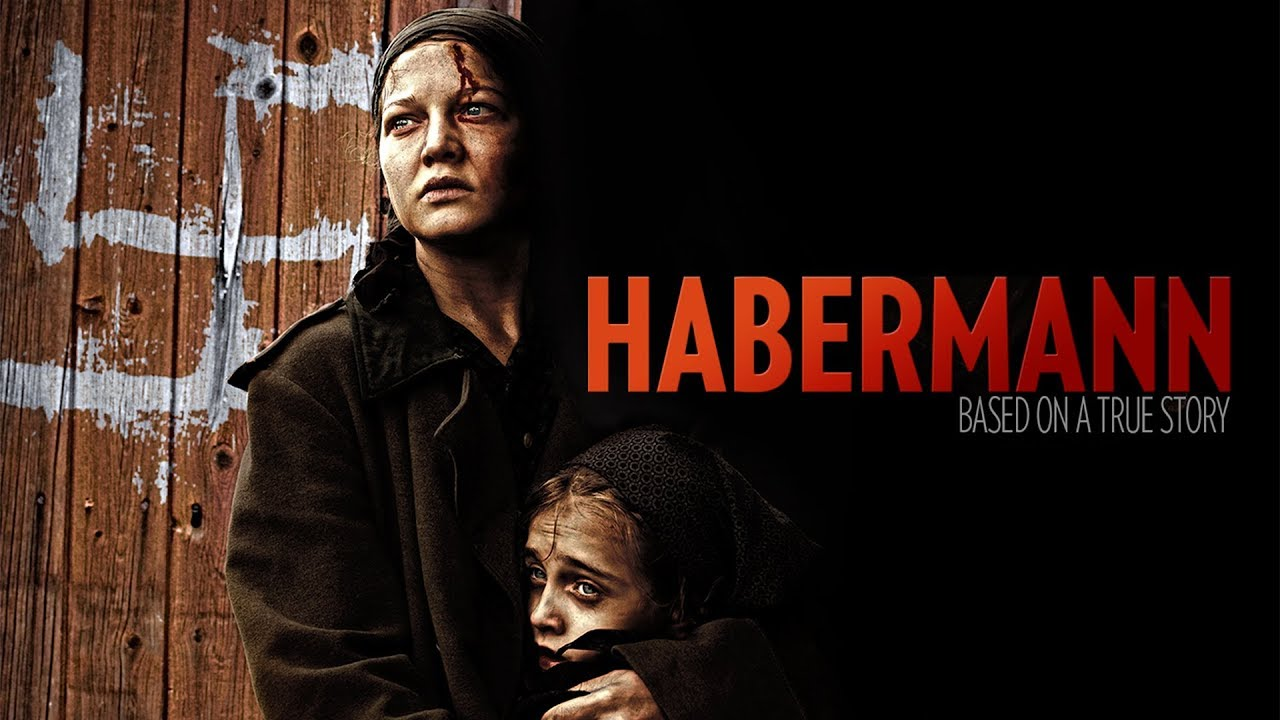 HABERMANN
BASED ON A TRUE STORY